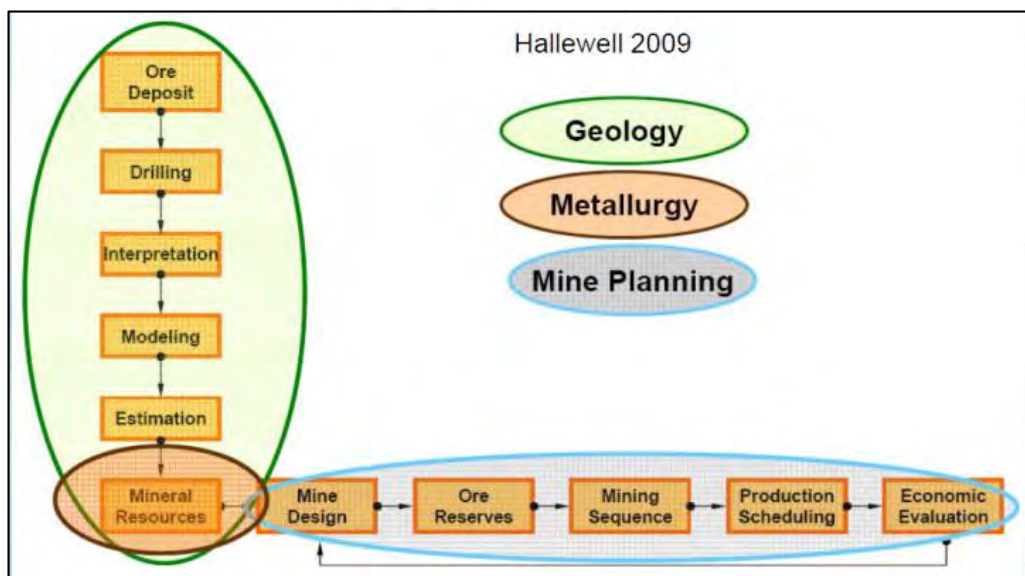 Hallewell 2009
Geology
Metallurgy
Mine Planning
Ore
Deposit
Drilling
Interpretation
Modeling
Estimation
Mineral
Resources
Mine
Design
Ore
Reserves
Mining
Sequence
Production
Scheduling
Economic
Evaluation